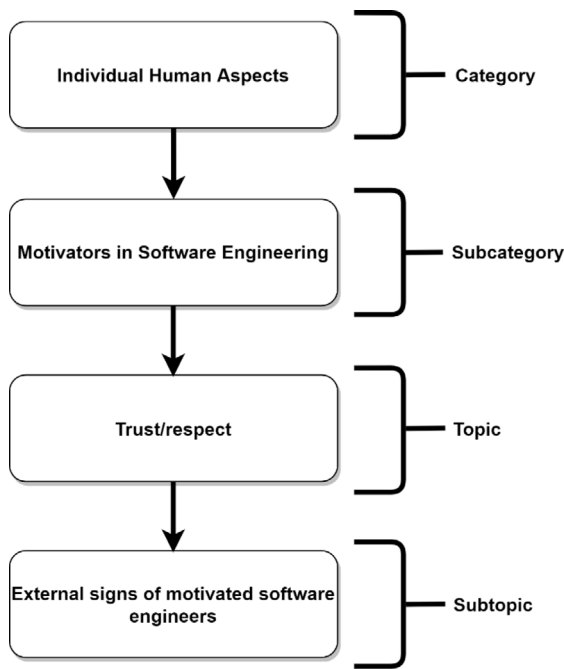 Individual Human Aspects
Category
Motivators in Software Engineering
Subcategory
Trust/respect
Topic
External signs of motivated software
engineers
Subtopic